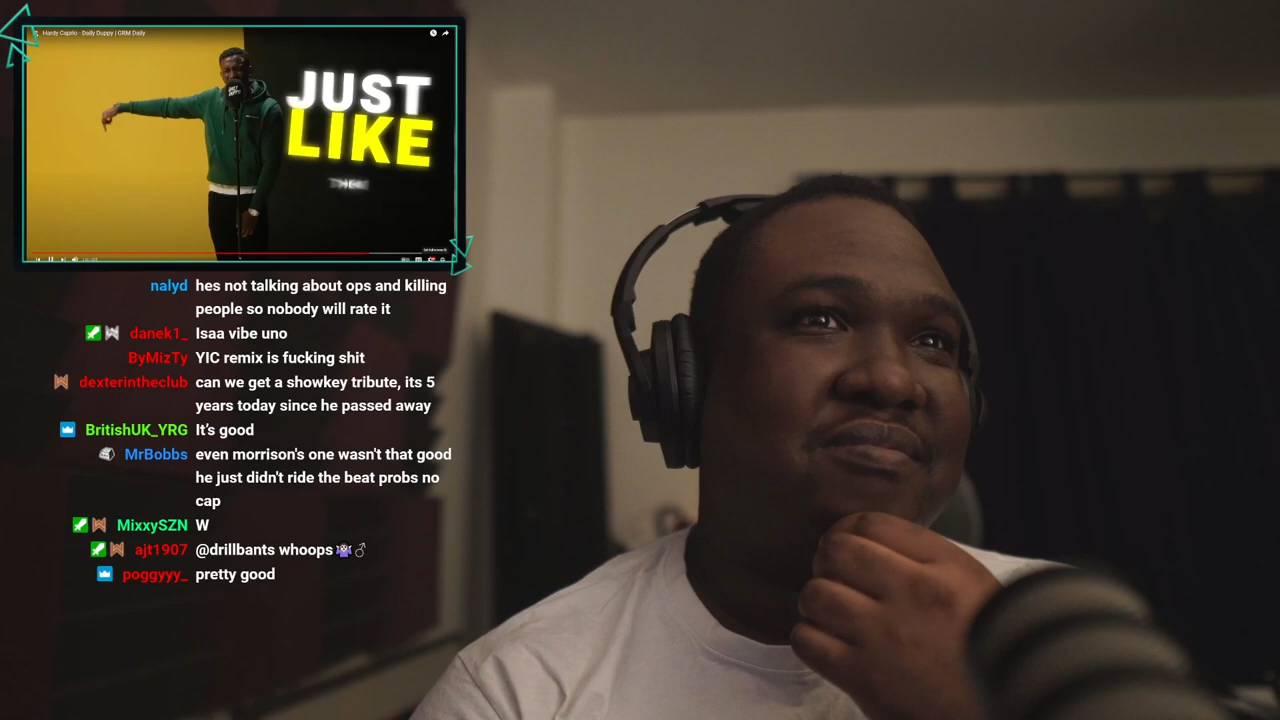 Hardy Caprio - Daily Duppy | GRM Daily
JUST
LIKE
nalyd hes not talking about ops and killing
people so nobody will rate it
danek1_ Isaa vibe uno
ByMizTy YIC remix is fucking shit
dexterintheclub can we get a showkey tribute, its 5
years today since he passed away
BritishUK_YRG It’s good
MrBobbs even morrison's one wasn't that good
he just didn't ride the beat probs no
cap
MixxySZN W
ajt1907 @drillbants whoops🤷🏻‍♂
poggyyy_ pretty good